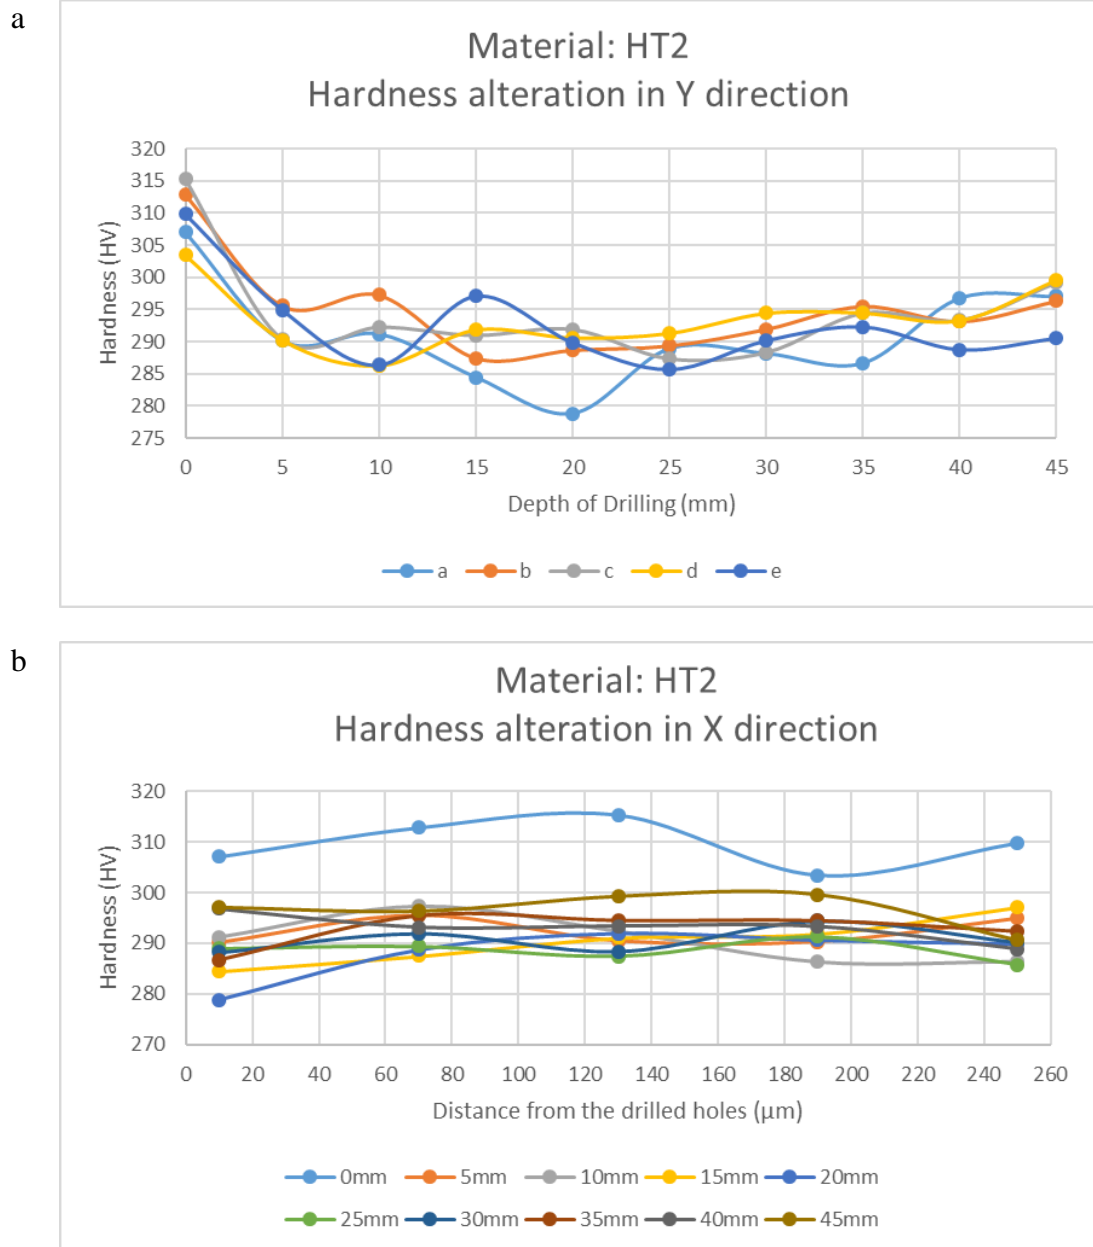 a
Material: HT2
Hardness alteration in Y direction
320
315
310
305
300
295
290
285
280
275
Hardness (HV)
0 5 10 15 20 25 30 35 40 45
Depth of Drilling (mm)
a b c d e
b
Material: HT2
Hardness alteration in X direction
320
310
300
290
280
270
Hardness (HV)
0 20 40 60 80 100 120 140 160 180 200 220 240 260
Distance from the drilled holes (μm)
0mm 5mm 10mm 15mm 20mm
25mm 30mm 35mm 40mm 45mm